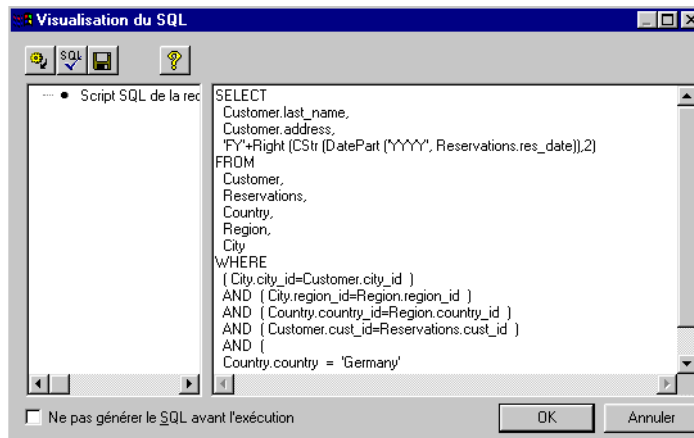 Visualisation du SQL
SQL
?
Script SQL de la rec
SELECT
Customer.last_name,
Customer.address,
'FY'+Right (CStr (DatePart ('YYYY', Reservations.res_date)),2)
FROM
Customer,
Reservations,
Country,
Region,
City
WHERE
( City.city_id=Customer.city_id )
AND ( City.region_id=Region.region_id )
AND ( Country.country_id=Region.country_id )
AND ( Customer.cust_id=Reservations.cust_id )
AND (
Country.country = 'Germany'
Ne pas générer le SQL avant l'exécution
OK
Annuler